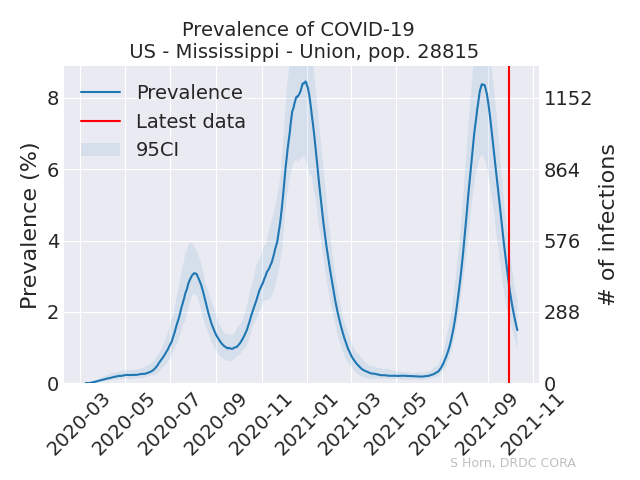 Prevalence of COVID-19
US - Mississippi - Union, pop. 28815
Prevalence
Latest data
95CI
Prevalence (%)
8
6
4
2
0
1152
864
576
288
0
# of infections
2020-03
2020-05
2020-07
2020-09
2020-11
2021-01
2021-03
2021-05
2021-07
2021-09
2021-11
S Horn, DRDC CORA